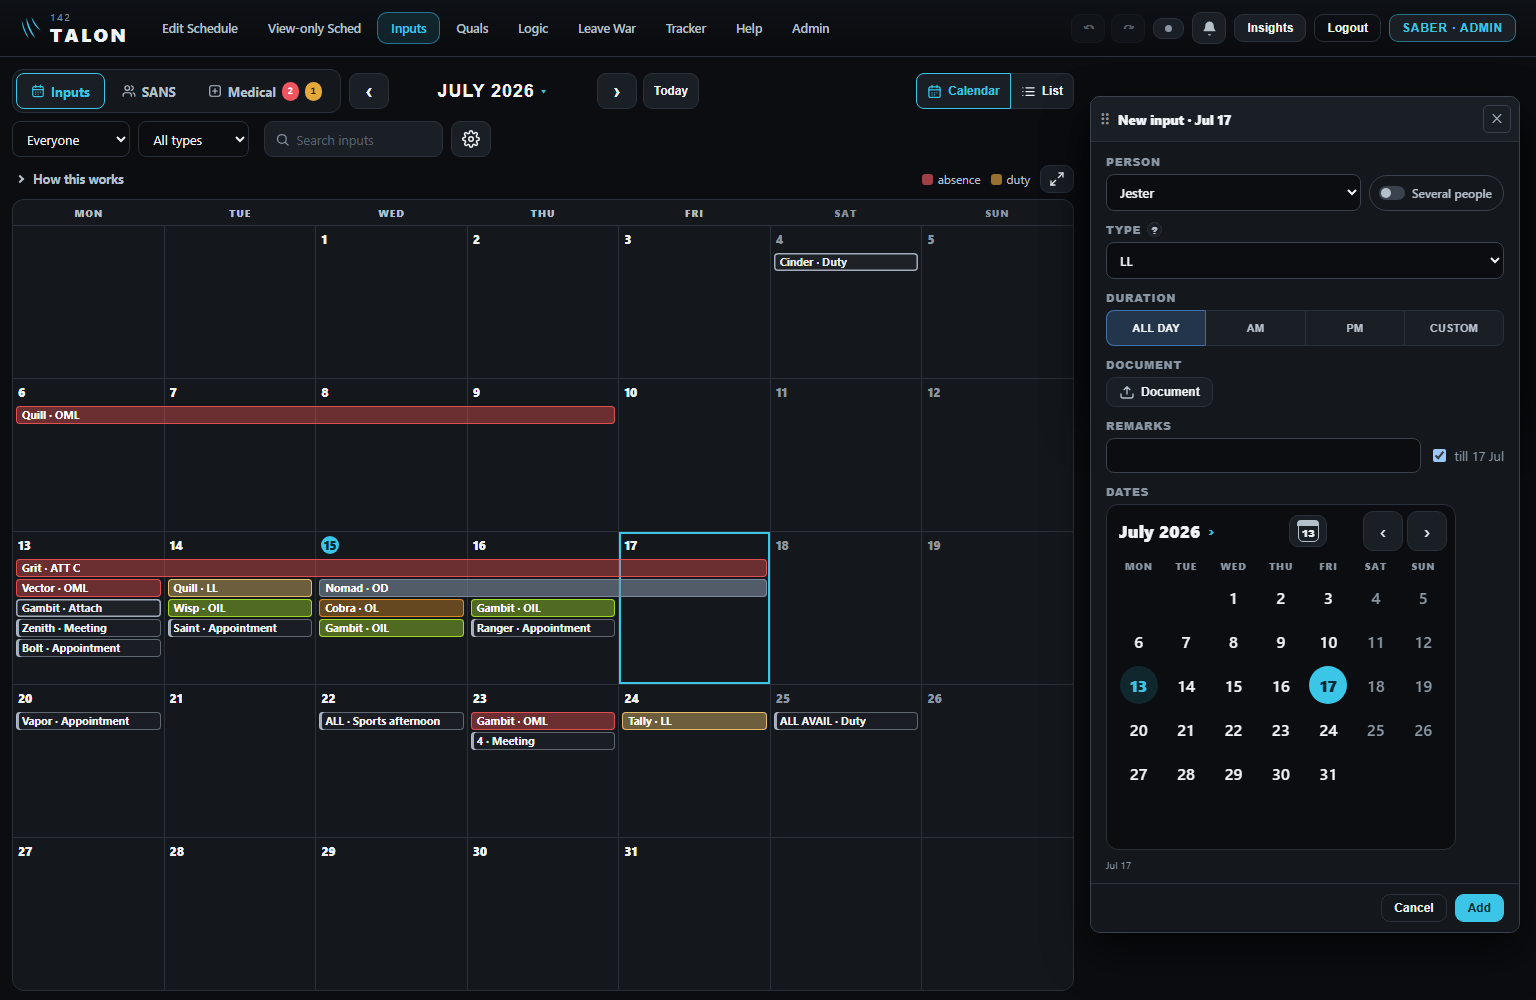 142
TALON
Edit Schedule
View-only Sched
Inputs
Quals
Logic
Leave War
Tracker
Help
Admin
Insights
Logout
SABER · ADMIN
Inputs
SANS
Medical 2 1
‹
JULY 2026
›
Today
Calendar
List
Everyone
All types
Search inputs
How this works
absence
duty
MON TUE WED THU FRI SAT SUN
1 2 3 4 5
Cinder · Duty
6 7 8 9 10 11 12
Quill · OML
13 14 15 16 17 18 19
Grit · ATT C
Vector · OML
Quill · LL
Nomad · OD
Gambit · Attach
Wisp · OIL
Cobra · OL
Gambit · OIL
Zenith · Meeting
Saint · Appointment
Gambit · OIL
Ranger · Appointment
Bolt · Appointment
20 21 22 23 24 25 26
Vapor · Appointment
ALL · Sports afternoon
Gambit · OML
Tally · LL
ALL AVAIL · Duty
4 · Meeting
27 28 29 30 31
New input · Jul 17
PERSON
Jester
Several people
TYPE ?
LL
DURATION
ALL DAY
AM
PM
CUSTOM
DOCUMENT
Document
REMARKS
till 17 Jul
DATES
July 2026 ›
13
‹
›
MON TUE WED THU FRI SAT SUN
1 2 3 4 5
6 7 8 9 10 11 12
13 14 15 16 17 18 19
20 21 22 23 24 25 26
27 28 29 30 31
Jul 17
Cancel
Add